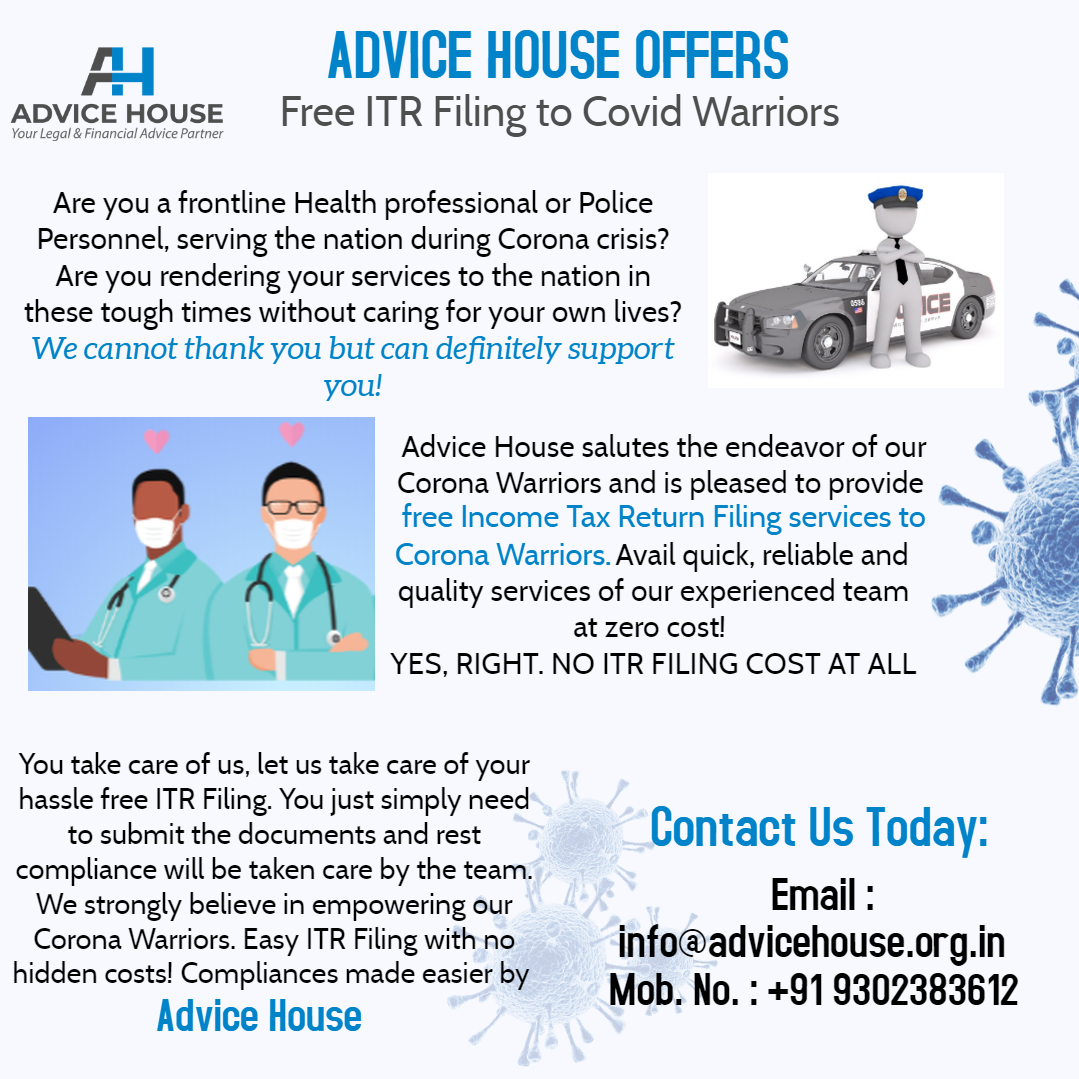 ADVICE HOUSE OFFERS
Free ITR Filing to Covid Warriors
AH
ADVICE HOUSE
Your Legal & Financial Advice Partner
Are you a frontline Health professional or Police
Personnel, serving the nation during Corona crisis?
Are you rendering your services to the nation in
these tough times without caring for your own lives?
We cannot thank you but can definitely support
you!
0586
ICE
Advice House salutes the endeavor of our
Corona Warriors and is pleased to provide
free Income Tax Return Filing services to
Corona Warriors. Avail quick, reliable and
quality services of our experienced team
at zero cost!
YES, RIGHT. NO ITR FILING COST AT ALL
You take care of us, let us take care of your
hassle free ITR Filing. You just simply need
to submit the documents and rest
compliance will be taken care by the team.
We strongly believe in empowering our
Corona Warriors. Easy ITR Filing with no
hidden costs! Compliances made easier by
Advice House
Contact Us Today:
Email :
info@advicehouse.org.in
Mob. No. : +91 9302383612